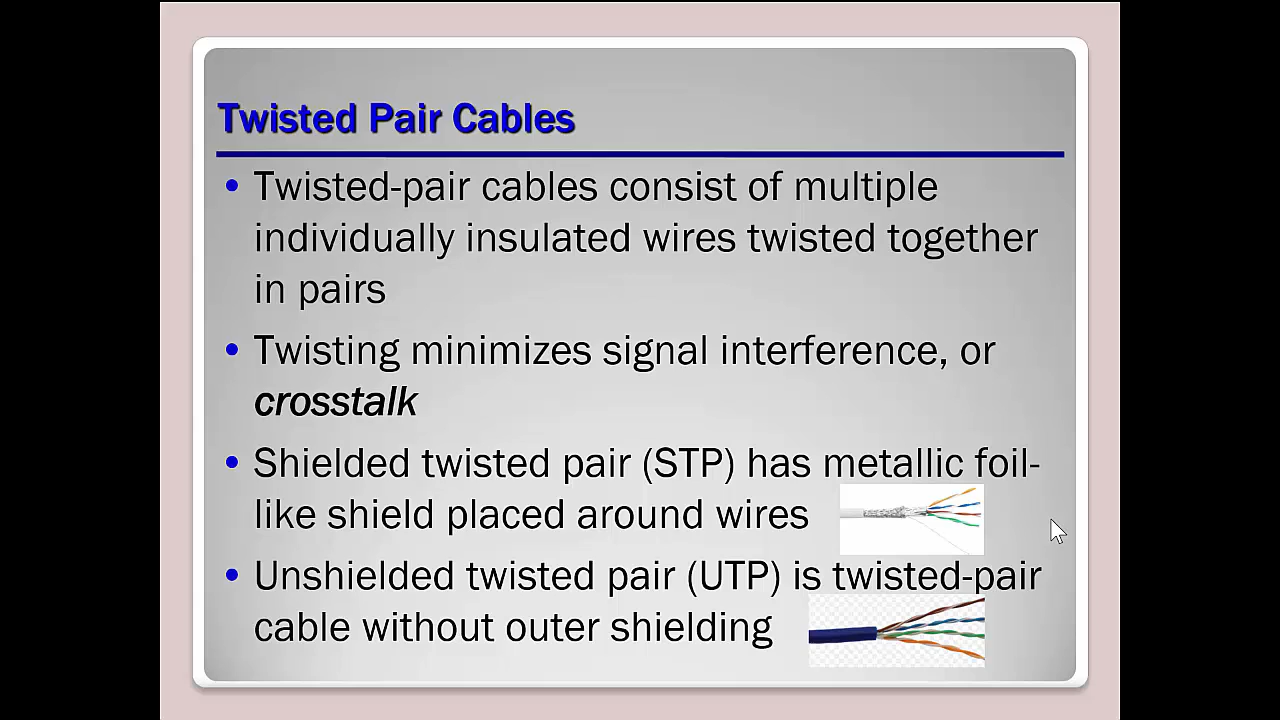 Twisted Pair Cables
• Twisted-pair cables consist of multiple
individually insulated wires twisted together
in pairs
• Twisting minimizes signal interference, or
crosstalk
• Shielded twisted pair (STP) has metallic foil-
like shield placed around wires
• Unshielded twisted pair (UTP) is twisted-pair
cable without outer shielding